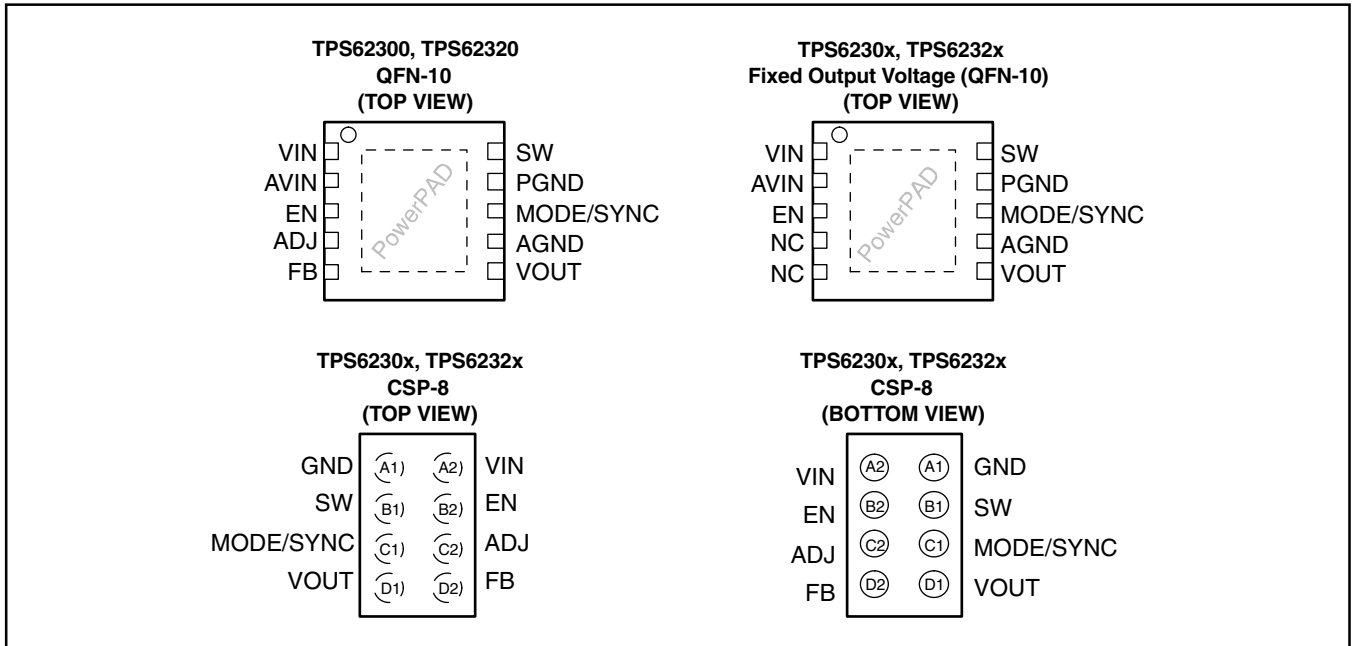 TPS62300, TPS62320
QFN-10
(TOP VIEW)
VIN
AVIN
EN
ADJ
FB
PowerPAD
SW
PGND
MODE/SYNC
AGND
VOUT
TPS6230x, TPS6232x
Fixed Output Voltage (QFN-10)
(TOP VIEW)
VIN
AVIN
EN
NC
NC
PowerPAD
SW
PGND
MODE/SYNC
AGND
VOUT
TPS6230x, TPS6232x
CSP-8
(TOP VIEW)
GND A1) A2) VIN
SW B1) B2) EN
MODE/SYNC C1) C2) ADJ
VOUT D1) D2) FB
TPS6230x, TPS6232x
CSP-8
(BOTTOM VIEW)
VIN A2 A1 GND
EN B2 B1 SW
ADJ C2 C1 MODE/SYNC
FB D2 D1 VOUT